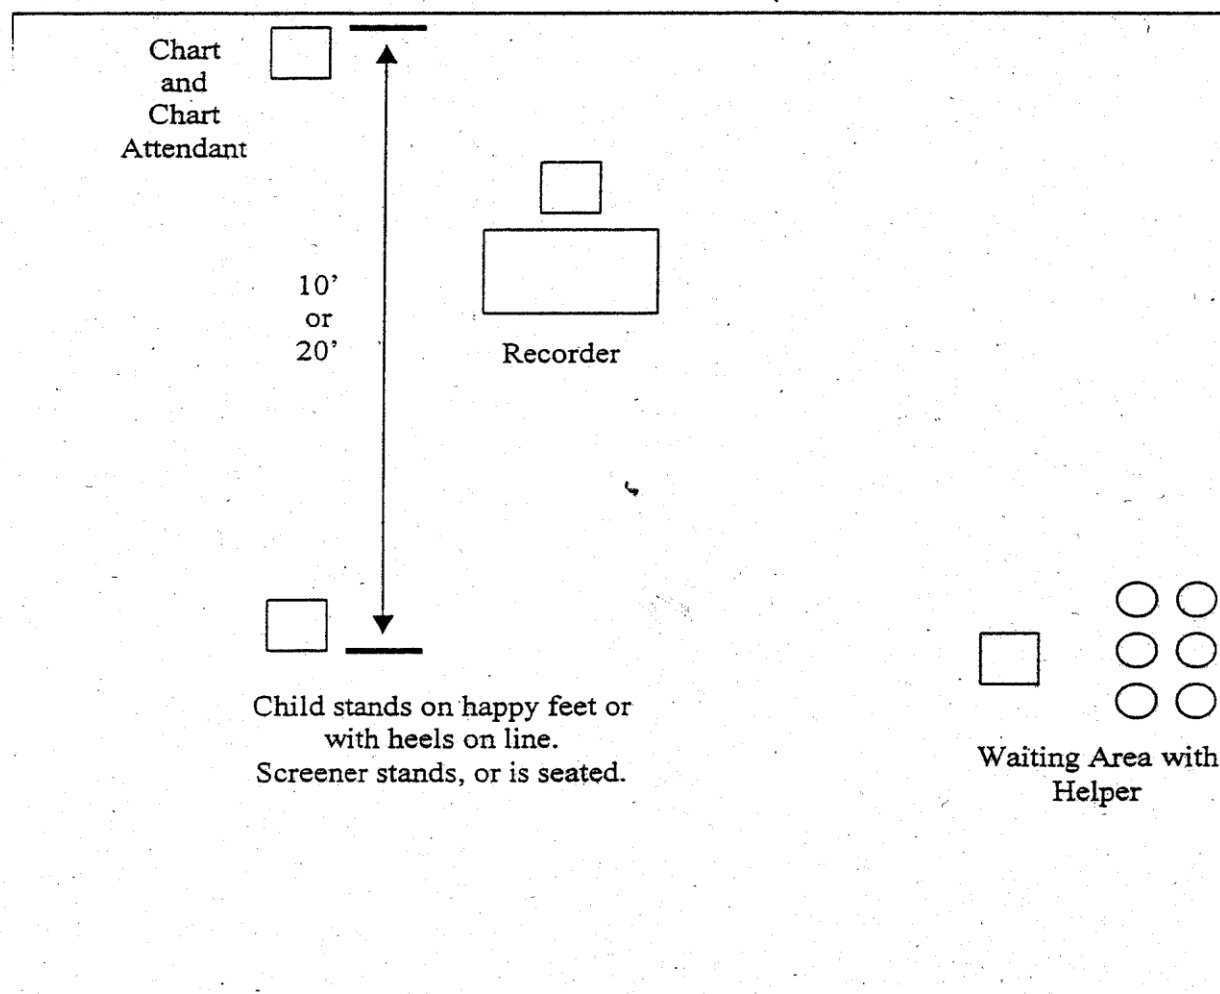 Chart
and
Chart
Attendant
10’
or
20’
Recorder
Child stands on happy feet or
with heels on line.
Screener stands, or is seated.
Waiting Area with
Helper